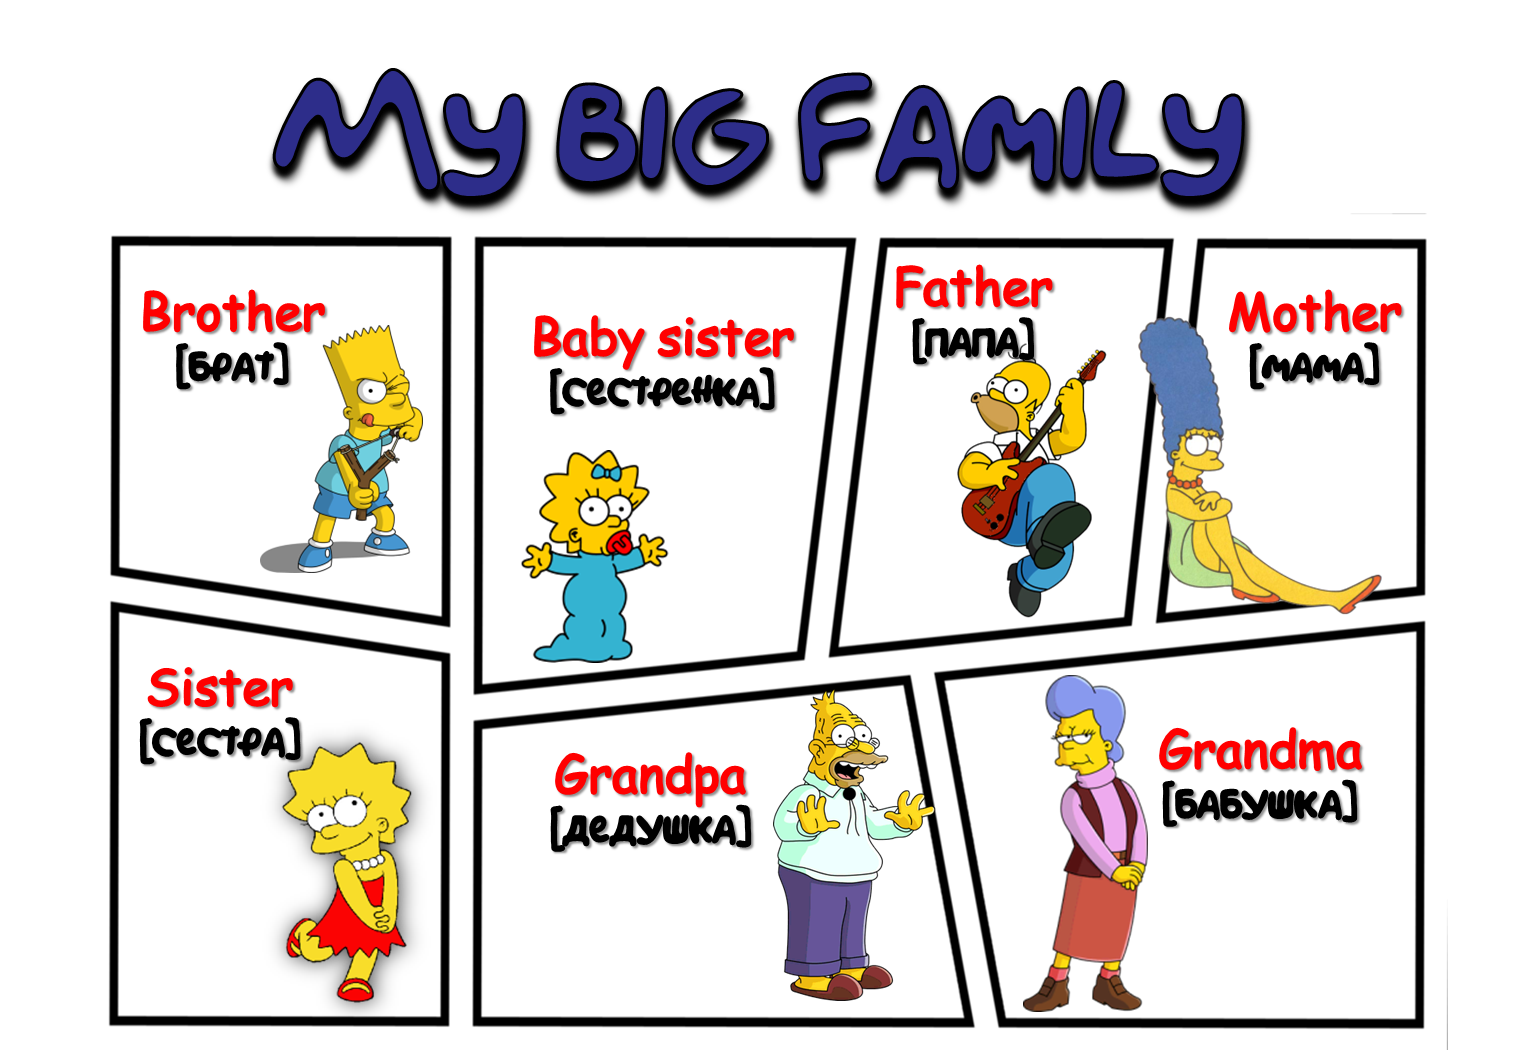 My Big Family
Brother
[брат]
Baby sister
[сестренка]
Father
[папа]
Mother
[мама]
Sister
[сестра]
Grandpa
[дедушка]
Grandma
[бабушка]